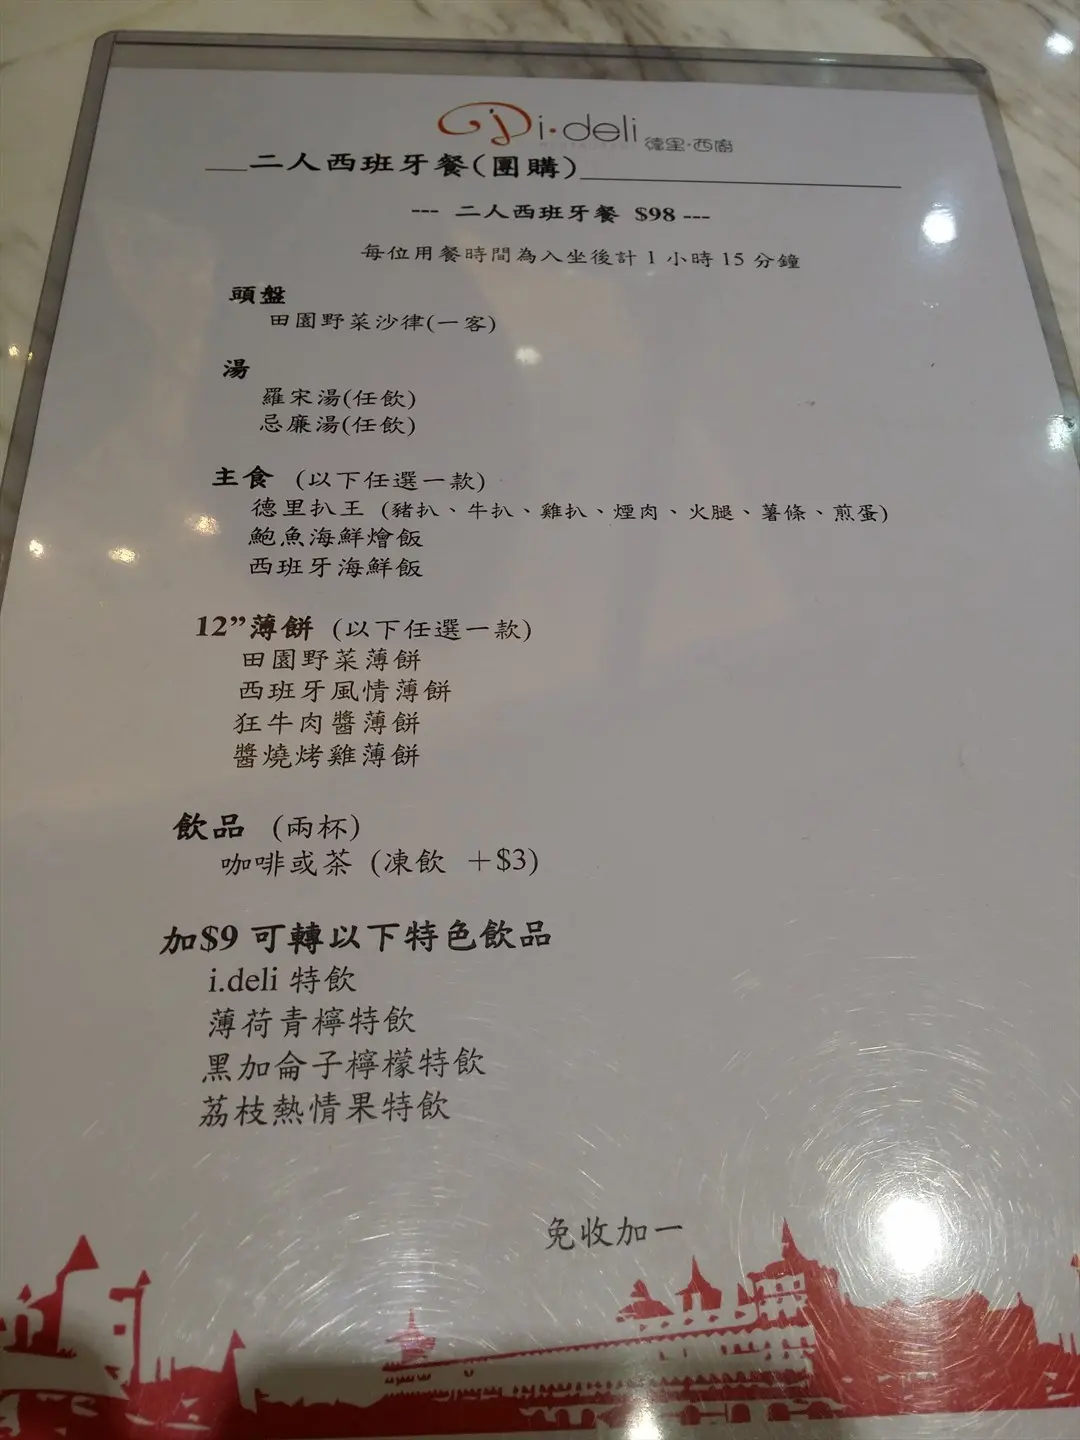 i·deli 德里·西廚
二人西班牙餐(團購)
--- 二人西班牙餐 $98 ---
每位用餐時間為入坐後計 1 小時 15 分鐘
頭盤
田園野菜沙律(一客)
湯
羅宋湯(任飲)
忌廉湯(任飲)
主食 (以下任選一款)
德里扒王 (豬扒、牛扒、雞扒、煙肉、火腿、薯條、煎蛋)
鮑魚海鮮燴飯
西班牙海鮮飯
12”薄餅 (以下任選一款)
田園野菜薄餅
西班牙風情薄餅
狂牛肉醬薄餅
醬燒烤雞薄餅
飲品 (兩杯)
咖啡或茶 (凍飲 +$3)
加$9 可轉以下特色飲品
i.deli 特飲
薄荷青檸特飲
黑加侖子檸檬特飲
荔枝熱情果特飲
免收加一